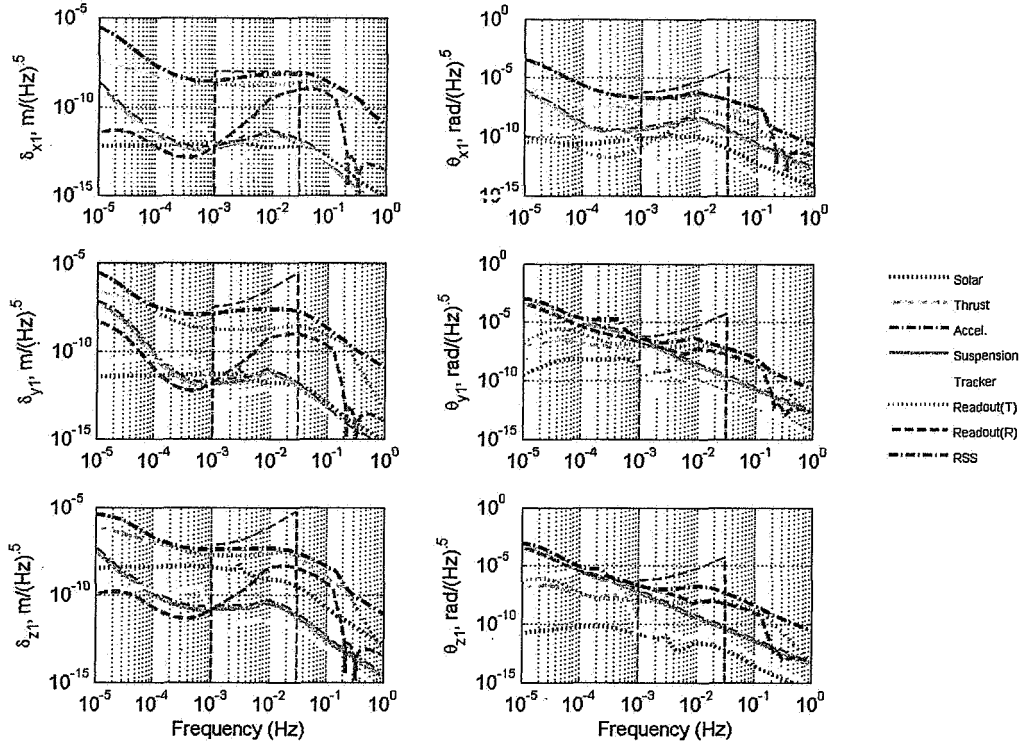 10^-5
10^-10
10^-15
δx1, m/(Hz)^.5
10^-5 10^-4 10^-3 10^-2 10^-1 10^0
10^0
10^-5
10^-10
10^-15
θx1, rad/(Hz)^.5
10^-5 10^-4 10^-3 10^-2 10^-1 10^0
10^-5
10^-10
10^-15
δy1, m/(Hz)^.5
10^-5 10^-4 10^-3 10^-2 10^-1 10^0
10^0
10^-5
10^-10
10^-15
θy1, rad/(Hz)^.5
10^-5 10^-4 10^-3 10^-2 10^-1 10^0
Solar
Thrust
Accel.
Suspension
Tracker
Readout(T)
Readout(R)
RSS
10^-5
10^-10
10^-15
δz1, m/(Hz)^.5
10^-5 10^-4 10^-3 10^-2 10^-1 10^0
Frequency (Hz)
10^0
10^-5
10^-10
10^-15
θz1, rad/(Hz)^.5
10^-5 10^-4 10^-3 10^-2 10^-1 10^0
Frequency (Hz)